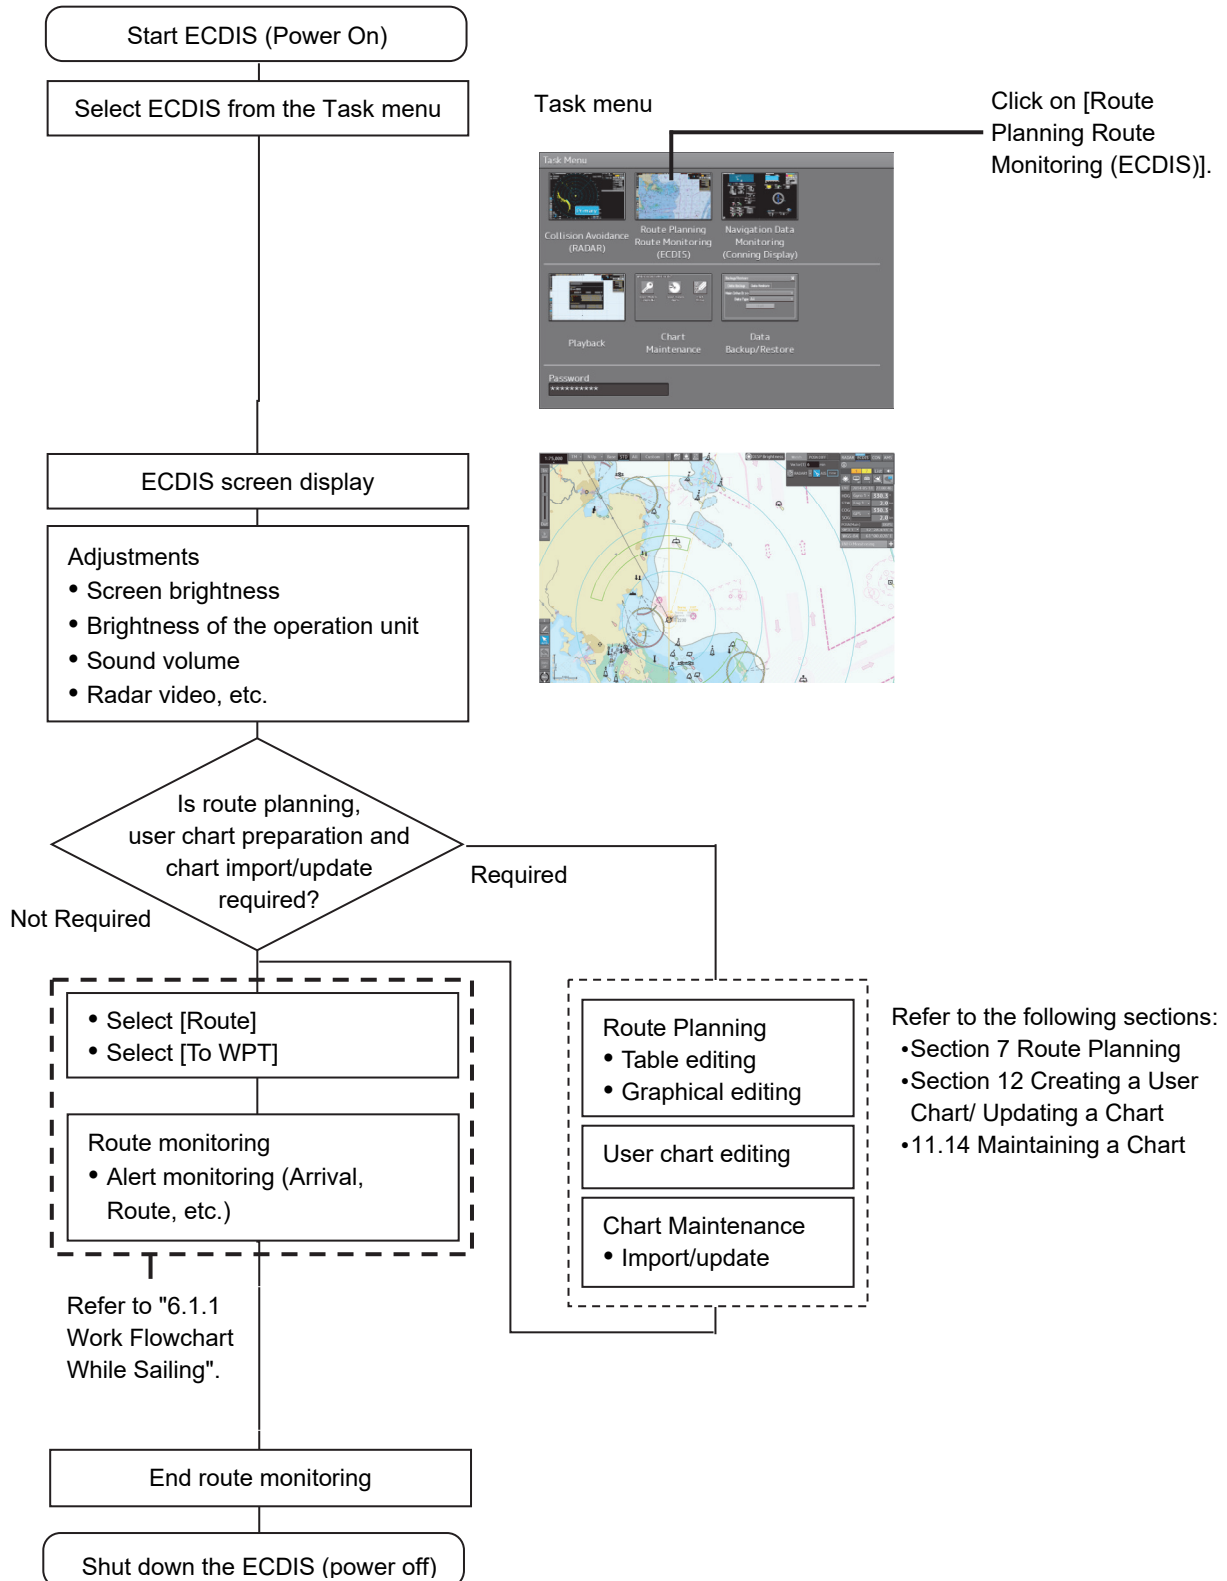 Start ECDIS (Power On)
Select ECDIS from the Task menu
Task menu
Click on [Route
Planning Route
Monitoring (ECDIS)].
Task Menu
Collision Avoidance
(RADAR)
Route Planning
Route Monitoring
(ECDIS)
Navigation Data
Monitoring
(Conning Display)
Playback
Chart
Maintenance
Data
Backup/Restore
Password
**********
ECDIS screen display
Adjustments
• Screen brightness
• Brightness of the operation unit
• Sound volume
• Radar video, etc.
Is route planning,
user chart preparation and
chart import/update
required?
Required
Not Required
• Select [Route]
• Select [To WPT]
Route monitoring
• Alert monitoring (Arrival,
Route, etc.)
Refer to "6.1.1
Work Flowchart
While Sailing".
Route Planning
• Table editing
• Graphical editing
User chart editing
Chart Maintenance
• Import/update
Refer to the following sections:
•Section 7 Route Planning
•Section 12 Creating a User
Chart/ Updating a Chart
•11.14 Maintaining a Chart
End route monitoring
Shut down the ECDIS (power off)